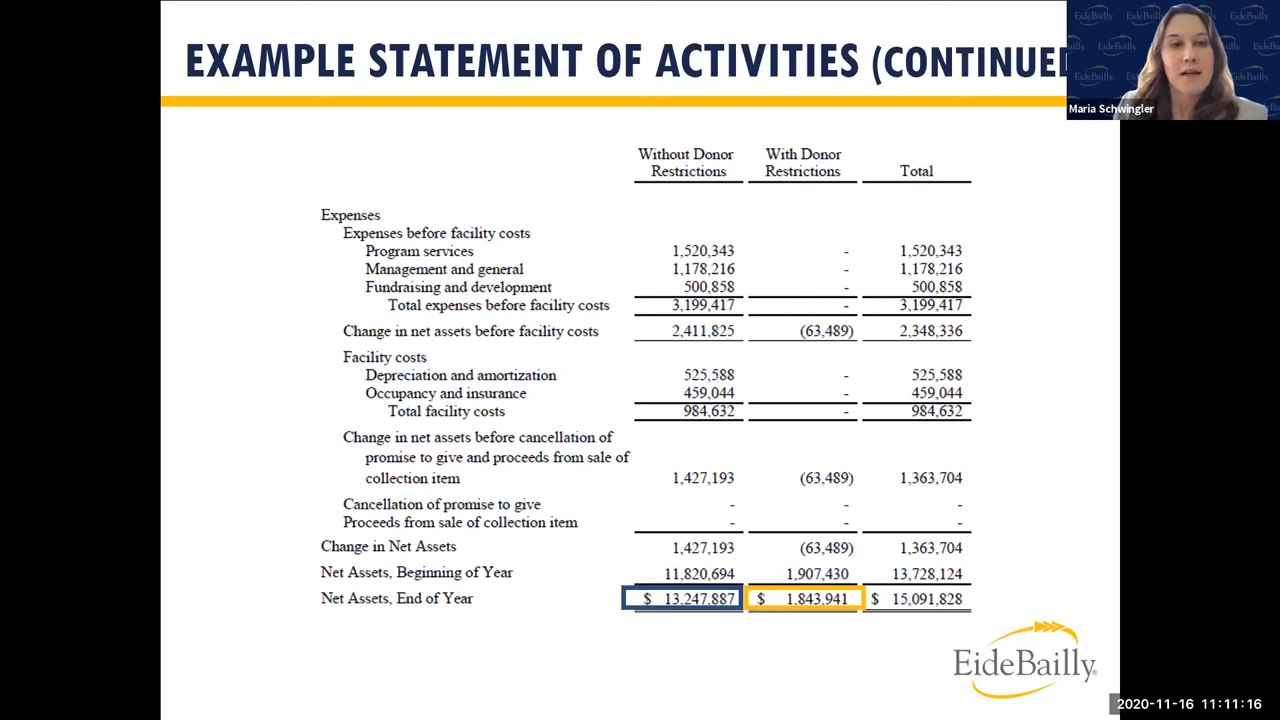 EXAMPLE STATEMENT OF ACTIVITIES (CONTINUE
EideBailly
Maria Schwingler
Without Donor Restrictions With Donor Restrictions Total
Expenses
Expenses before facility costs
Program services 1,520,343 - 1,520,343
Management and general 1,178,216 - 1,178,216
Fundraising and development 500,858 - 500,858
Total expenses before facility costs 3,199,417 - 3,199,417
Change in net assets before facility costs 2,411,825 (63,489) 2,348,336
Facility costs
Depreciation and amortization 525,588 - 525,588
Occupancy and insurance 459,044 - 459,044
Total facility costs 984,632 - 984,632
Change in net assets before cancellation of
promise to give and proceeds from sale of
collection item 1,427,193 (63,489) 1,363,704
Cancellation of promise to give - - -
Proceeds from sale of collection item - - -
Change in Net Assets 1,427,193 (63,489) 1,363,704
Net Assets, Beginning of Year 11,820,694 1,907,430 13,728,124
Net Assets, End of Year $ 13,247,887 $ 1,843,941 $ 15,091,828
EideBailly®
2020-11-16 11:11:16